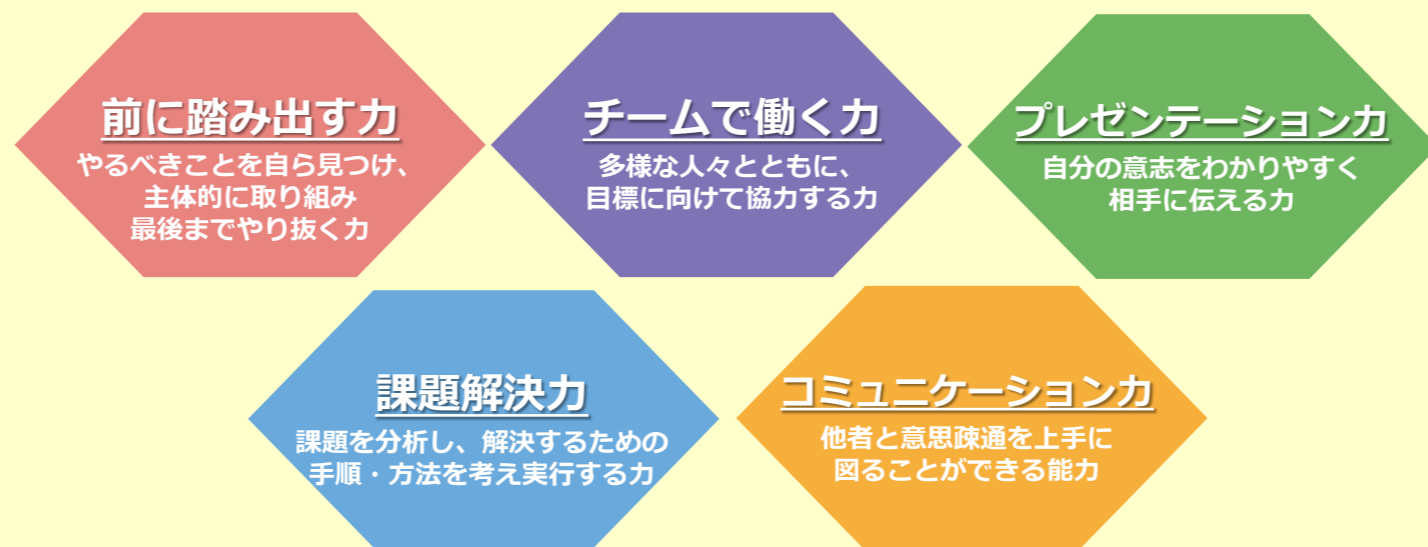 前に踏み出す力
やるべきことを自ら見つけ、
主体的に取り組み
最後までやり抜く力
チームで働く力
多様な人々とともに、
目標に向けて協力する力
プレゼンテーション力
自分の意志をわかりやすく
相手に伝える力
課題解決力
課題を分析し、解決するための
手順・方法を考え実行する力
コミュニケーション力
他者と意思疎通を上手に
図ることができる能力